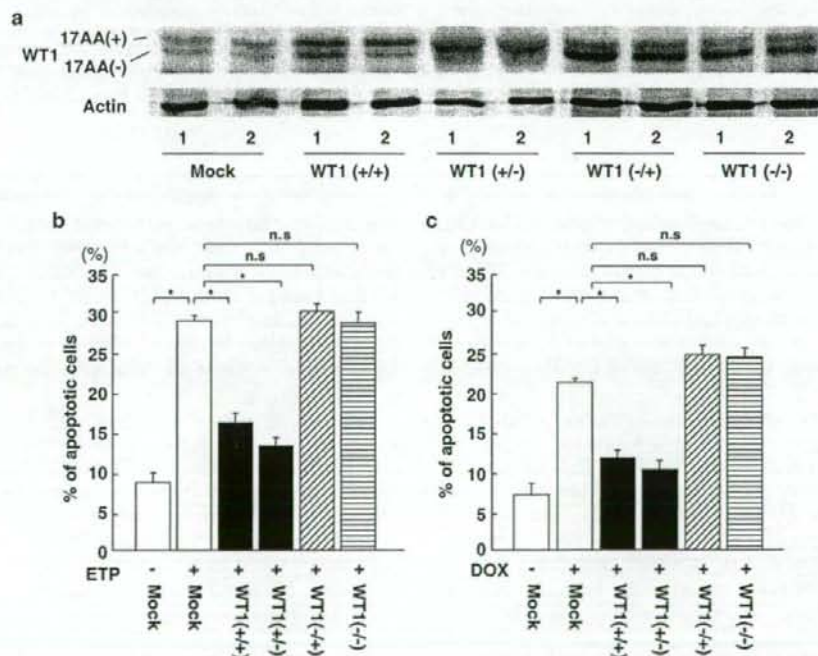 a
17AA(+)
WT1
17AA(-)
Actin
1 2 1 2 1 2 1 2 1 2
Mock WT1 (+/+) WT1 (+/-) WT1 (-/+) WT1 (-/-)
b
(%)
n.s
n.s
*
* *
35
30
25
20
15
10
5
0
% of apoptotic cells
ETP - + + + + +
Mock
Mock
WT1(+/+)
WT1(+/-)
WT1(-/+)
WT1(-/-)
c
(%)
n.s
n.s
*
* *
35
30
25
20
15
10
5
0
% of apoptotic cells
DOX - + + + + +
Mock
Mock
WT1(+/+)
WT1(+/-)
WT1(-/+)
WT1(-/-)